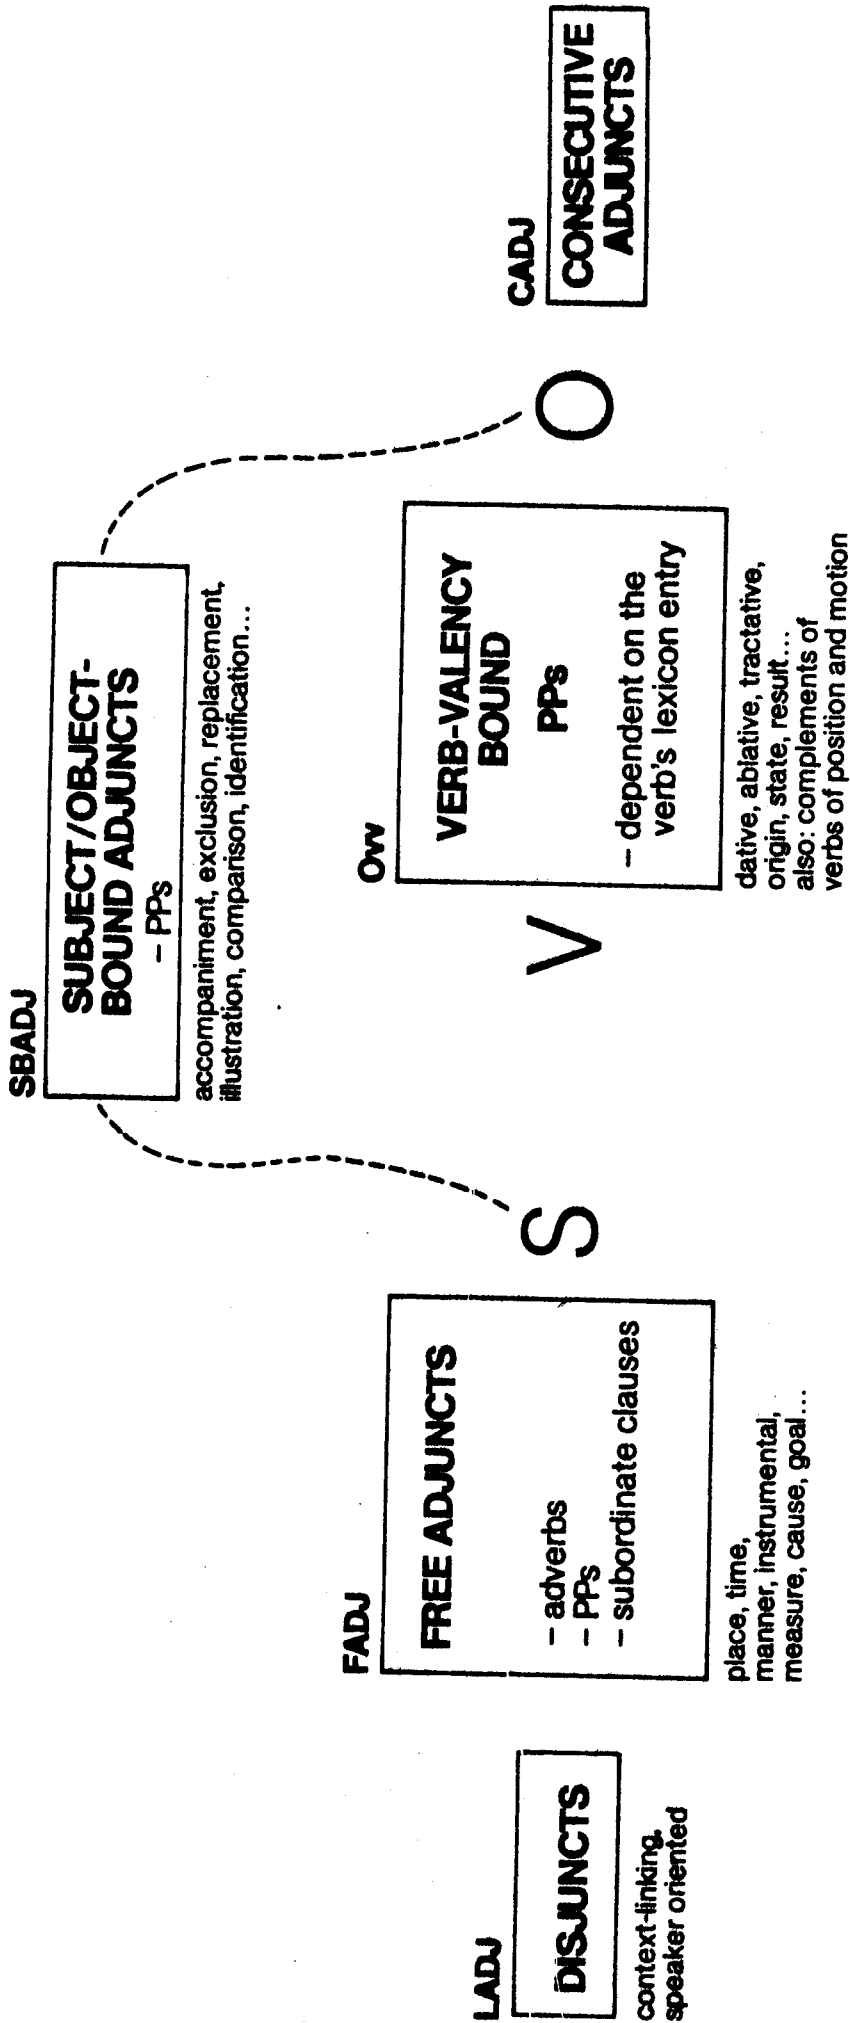 SBADJ
SUBJECT/OBJECT-
BOUND ADJUNCTS
– PPs
accompaniment, exclusion, replacement,
illustration, comparison, identification...
LADJ
DISJUNCTS
context-linking,
speaker oriented
FADJ
FREE ADJUNCTS
– adverbs
– PPs
– subordinate clauses
place, time,
manner, instrumental,
measure, cause, goal...
S
V
Ovv
VERB-VALENCY
BOUND
PPs
– dependent on the
verb's lexicon entry
dative, ablative, tractative,
origin, state, result...
also: complements of
verbs of position and motion
O
CADJ
CONSECUTIVE
ADJUNCTS